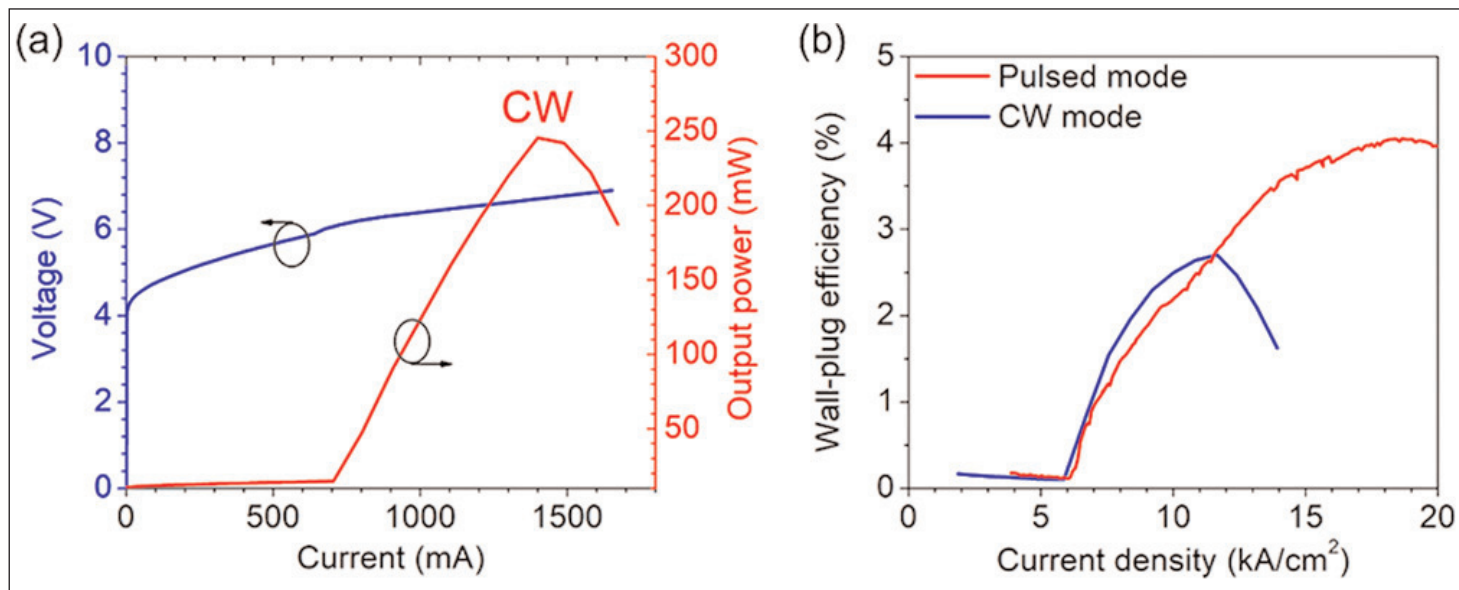 (a)
10
8
6
4
2
0
Voltage (V)
0
500
1000
1500
Current (mA)
300
250
200
150
100
50
Output power (mW)
CW
(b)
5
4
3
2
1
0
Wall-plug efficiency (%)
0
5
10
15
20
Current density (kA/cm²)
Pulsed mode
CW mode